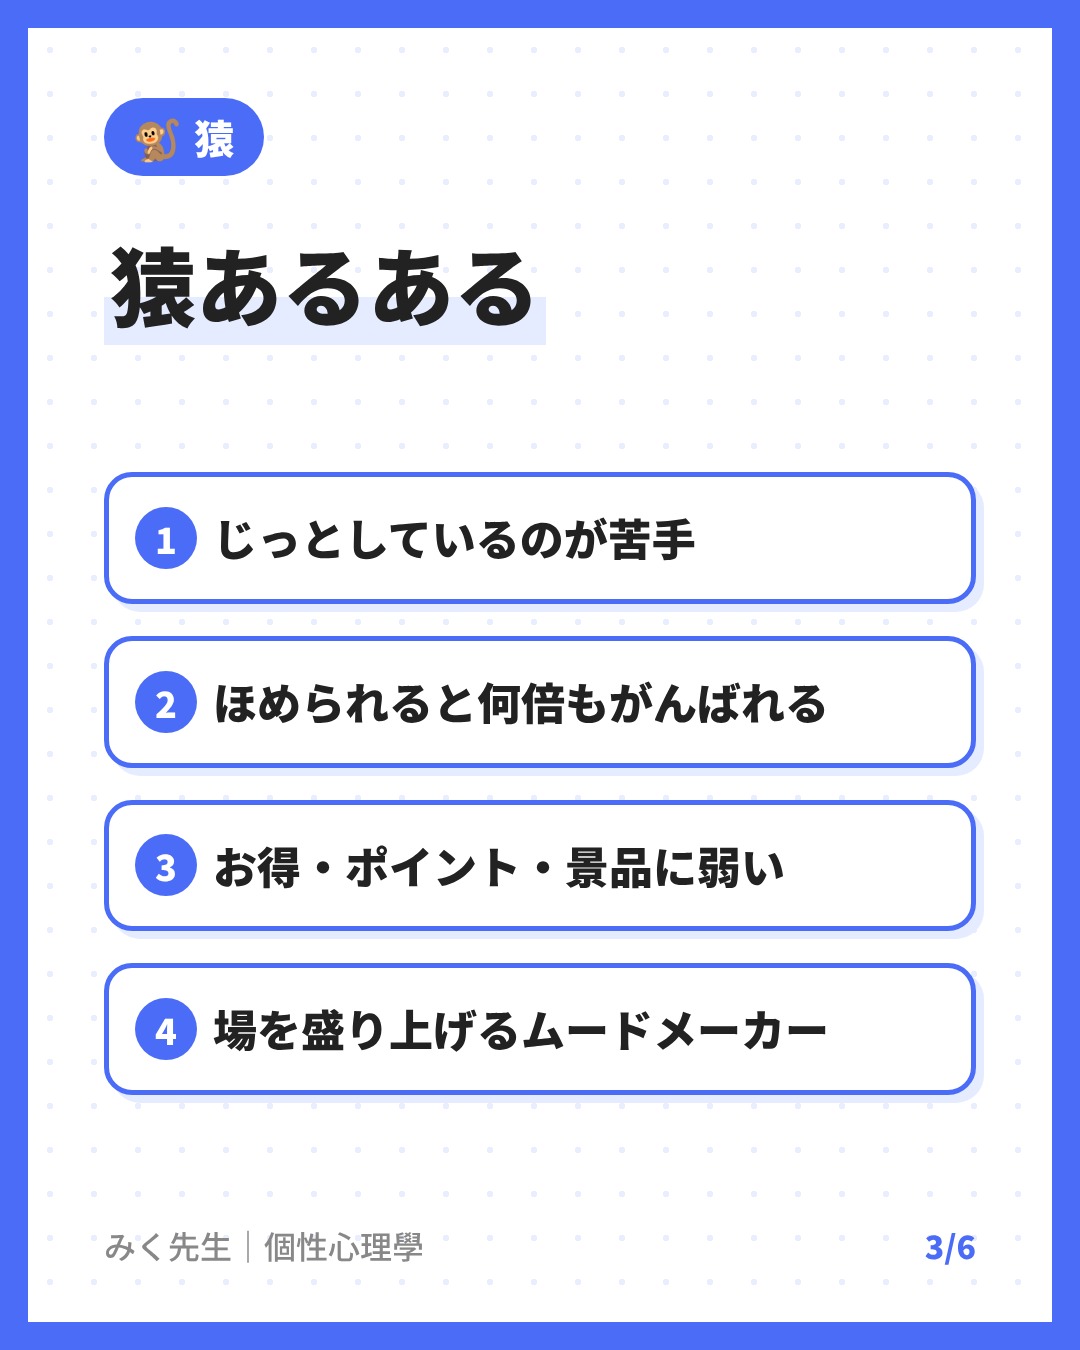 🐒 猿
猿あるある
1 じっとしているのが苦手
2 ほめられると何倍もがんばれる
3 お得・ポイント・景品に弱い
4 場を盛り上げるムードメーカー
みく先生｜個性心理學
3/6